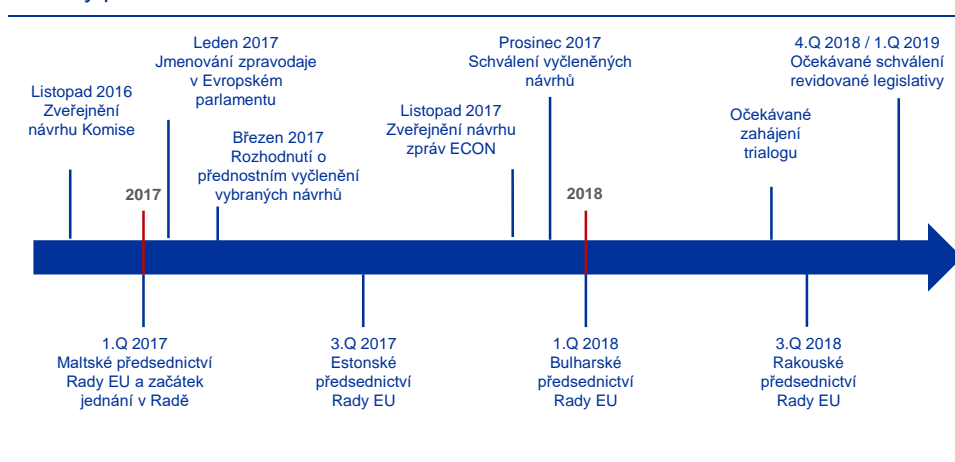 Leden 2017
Jmenování zpravodaje
v Evropském
parlamentu
Prosinec 2017
Schválení vyčleněných
návrhů
4.Q 2018 / 1.Q 2019
Očekávané schválení
revidované legislativy
Listopad 2016
Zveřejnění
návrhu Komise
Březen 2017
Rozhodnutí o
přednostním vyčlenění
vybraných návrhů
Listopad 2017
Zveřejnění návrhu
zpráv ECON
Očekávané
zahájení
trialogu
2017
2018
1.Q 2017
Maltské předsednictví
Rady EU a začátek
jednání v Radě
3.Q 2017
Estonské
předsednictví
Rady EU
1.Q 2018
Bulharské
předsednictví
Rady EU
3.Q 2018
Rakouské
předsednictví
Rady EU